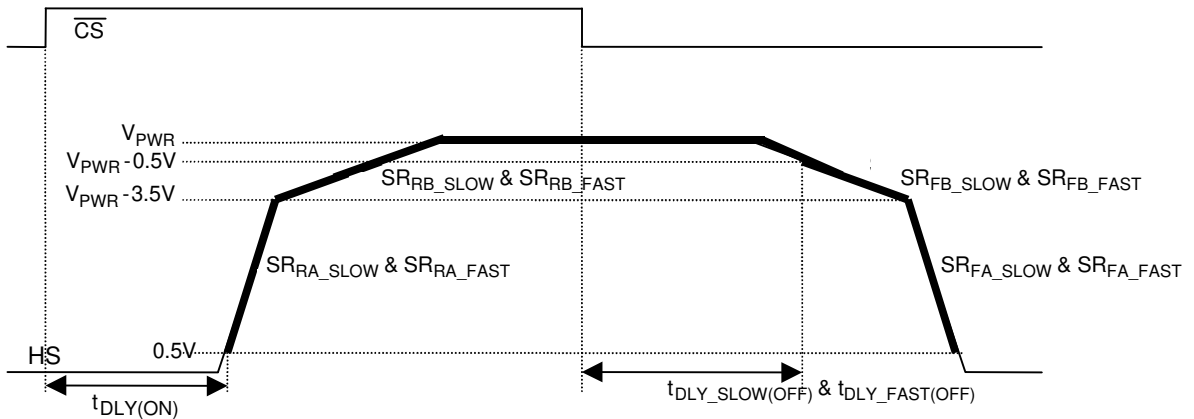 CS
VPWR
VPWR -0.5V
SRRB_SLOW & SRRB_FAST
SRFB_SLOW & SRFB_FAST
VPWR -3.5V
SRRA_SLOW & SRRA_FAST
SRFA_SLOW & SRFA_FAST
HS
0.5V
tDLY(ON)
tDLY_SLOW(OFF) & tDLY_FAST(OFF)